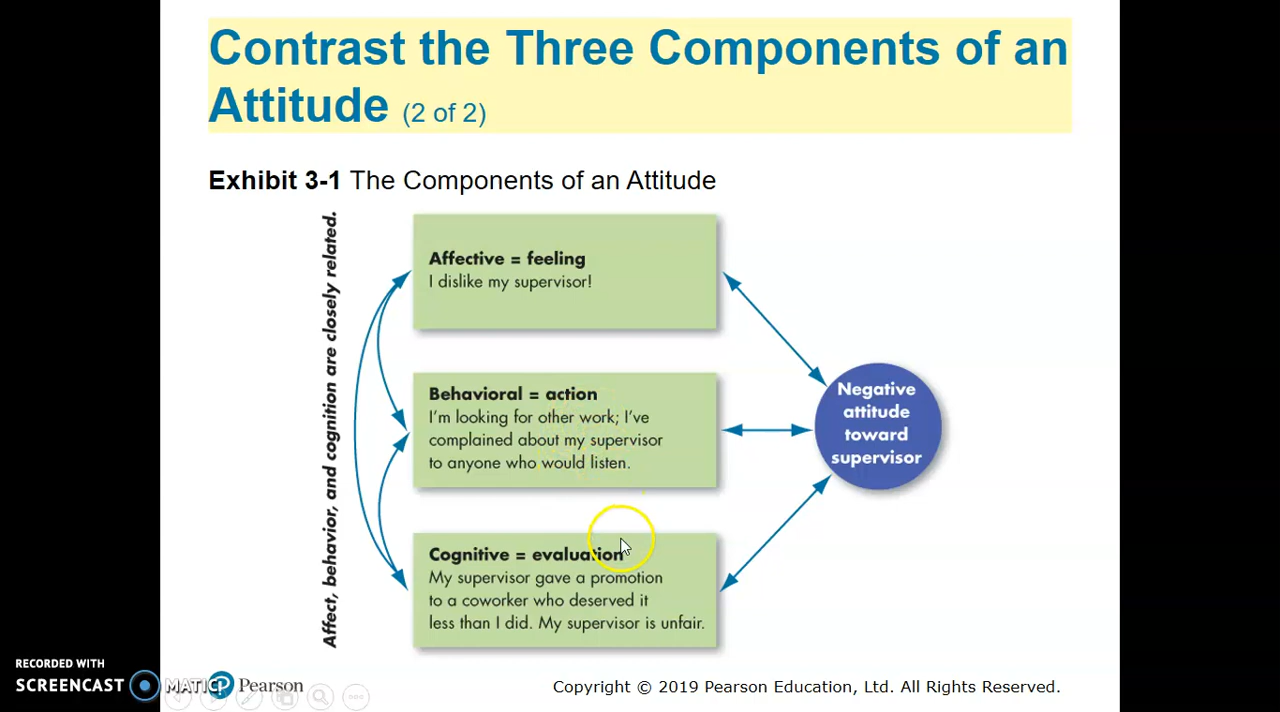 Contrast the Three Components of an
Attitude (2 of 2)
Exhibit 3-1 The Components of an Attitude
Affect, behavior, and cognition are closely related.
Affective = feeling
I dislike my supervisor!
Behavioral = action
I'm looking for other work; I've
complained about my supervisor
to anyone who would listen.
Cognitive = evaluation
My supervisor gave a promotion
to a coworker who deserved it
less than I did. My supervisor is unfair.
Negative
attitude
toward
supervisor
RECORDED WITH
SCREENCAST MATIC
Pearson
Copyright © 2019 Pearson Education, Ltd. All Rights Reserved.